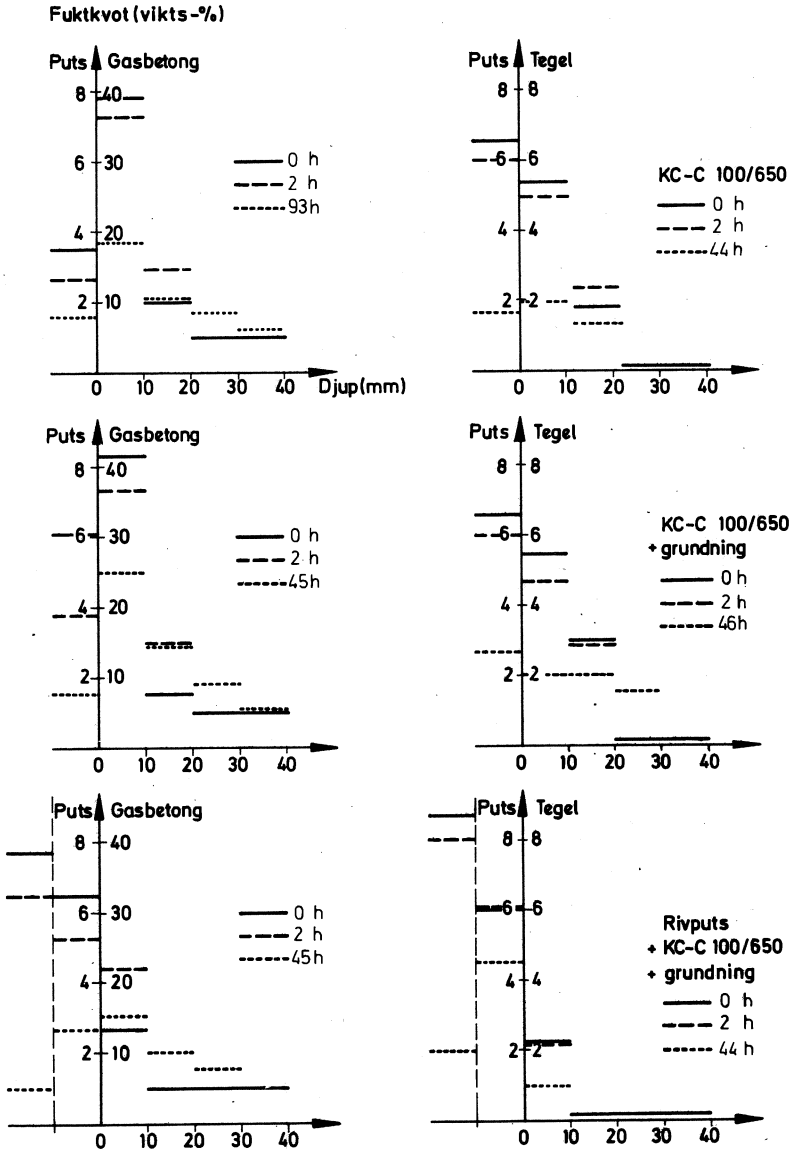 Fuktkvot (vikts-%)
Puts Gasbetong
8 40
6 30
4 20
2 10
0 10 20 30 40 Djup (mm)
0 h
2 h
93h
Puts Tegel
8 8
6 6
4 4
2 2
0 10 20 30 40
KC-C 100/650
0 h
2 h
44h
Puts Gasbetong
8 40
6 30
4 20
2 10
0 10 20 30 40
0 h
2 h
45h
Puts Tegel
8 8
6 6
4 4
2 2
0 10 20 30 40
KC-C 100/650
+ grundning
0 h
2 h
46h
Puts Gasbetong
8 40
6 30
4 20
2 10
0 10 20 30 40
0 h
2 h
45h
Puts Tegel
8 8
6 6
4 4
2 2
0 10 20 30 40
Rivputs
+ KC-C 100/650
+ grundning
0 h
2 h
44h